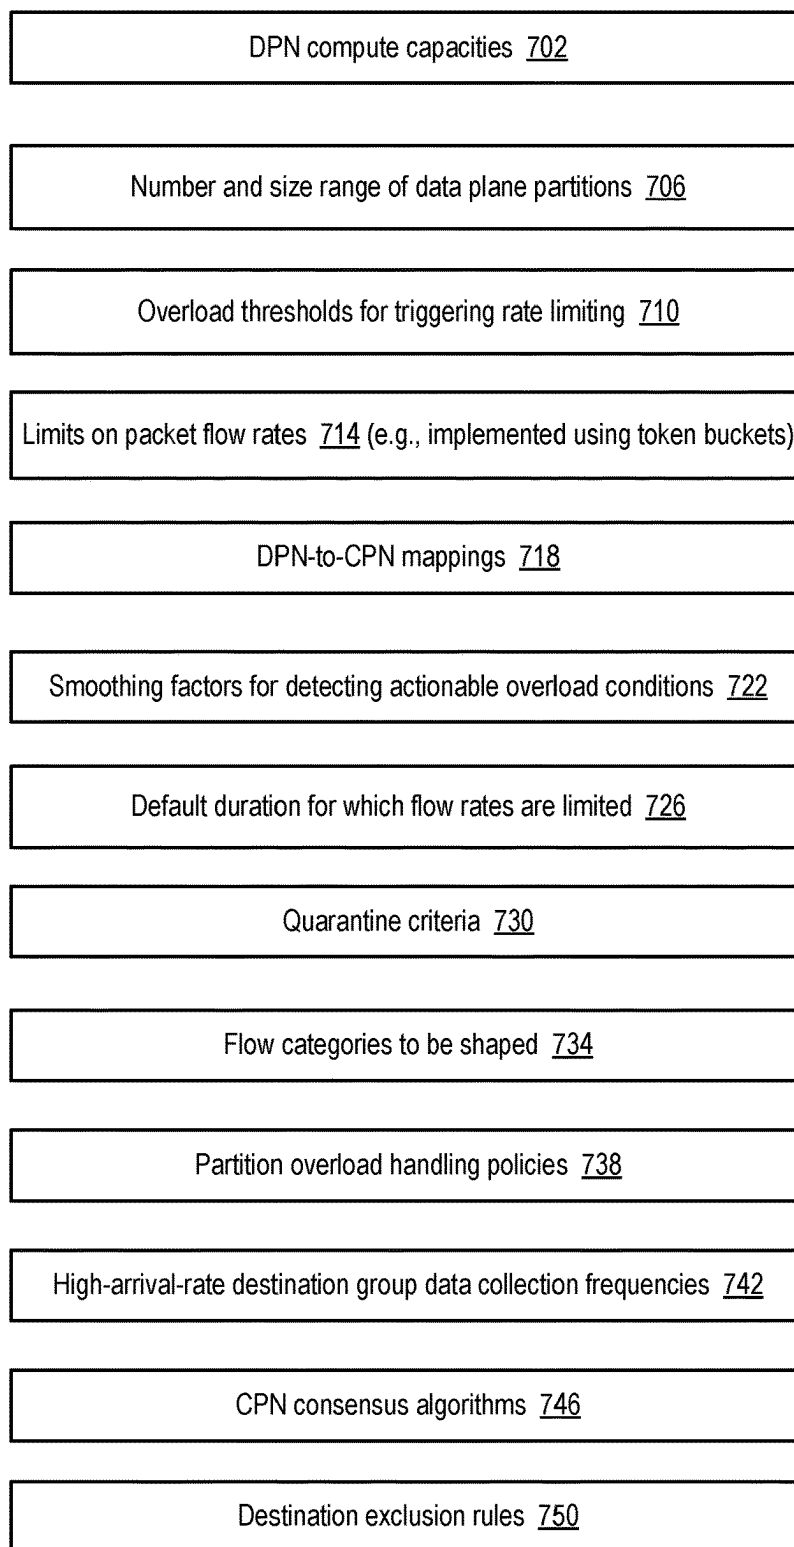 DPN compute capacities 702
Number and size range of data plane partitions 706
Overload thresholds for triggering rate limiting 710
Limits on packet flow rates 714 (e.g., implemented using token buckets)
DPN-to-CPN mappings 718
Smoothing factors for detecting actionable overload conditions 722
Default duration for which flow rates are limited 726
Quarantine criteria 730
Flow categories to be shaped 734
Partition overload handling policies 738
High-arrival-rate destination group data collection frequencies 742
CPN consensus algorithms 746
Destination exclusion rules 750